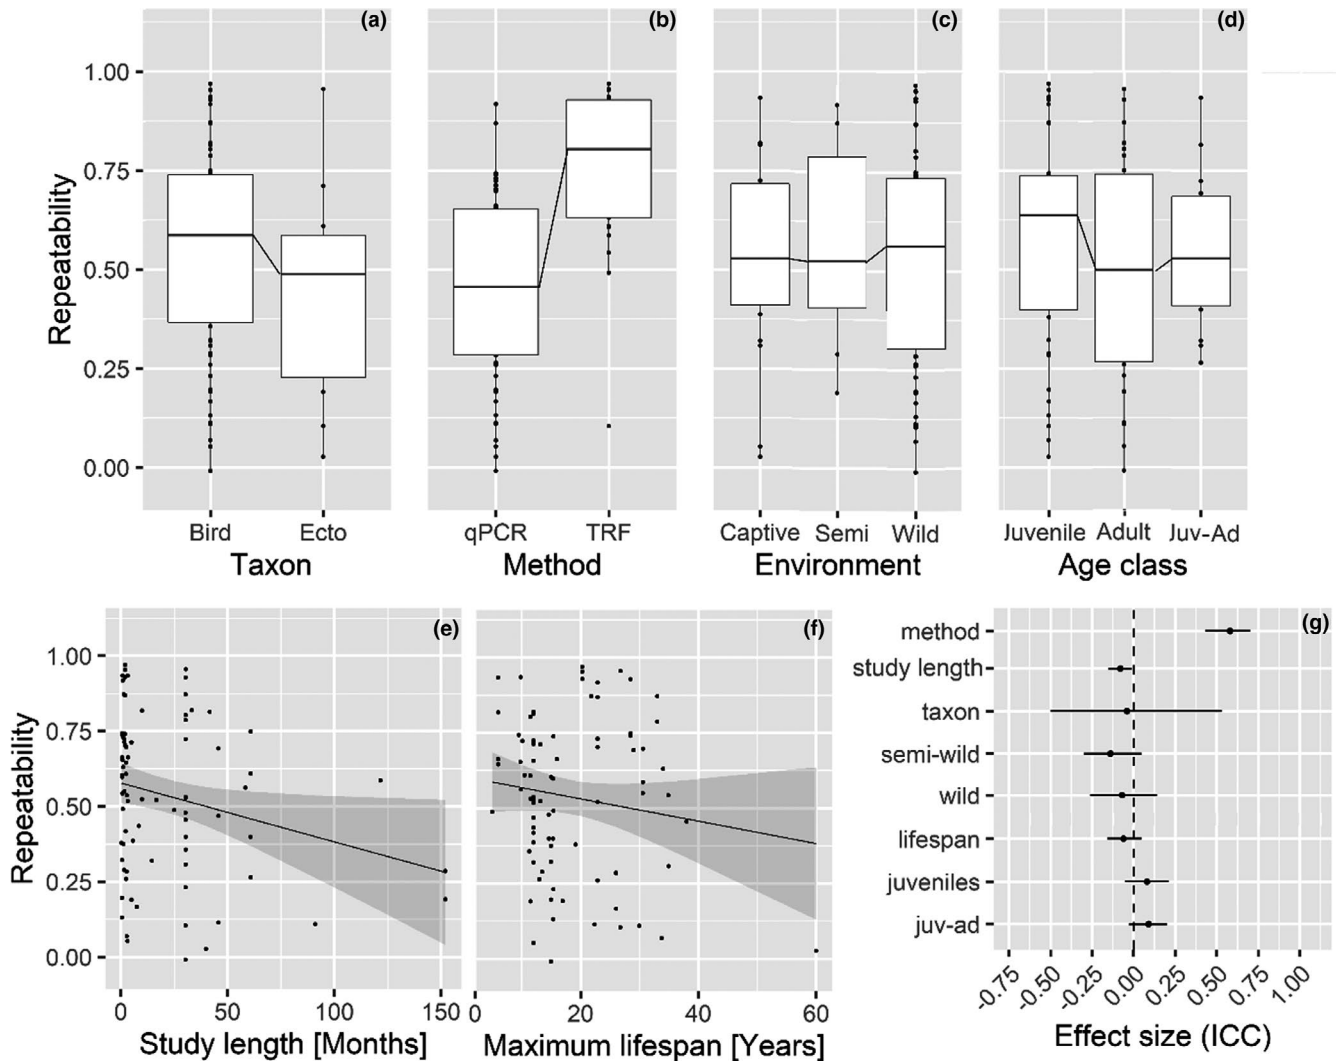 (a) (b) (c) (d)
Repeatability
1.00
0.75
0.50
0.25
0.00
Bird Ecto
Taxon
qPCR TRF
Method
Captive Semi Wild
Environment
Juvenile Adult Juv-Ad
Age class
(e) (f) (g)
Repeatability
1.00
0.75
0.50
0.25
0.00
0 50 100 150
Study length [Months]
0 20 40 60
Maximum lifespan [Years]
method
study length
taxon
semi-wild
wild
lifespan
juveniles
juv-ad
-0.75 -0.50 -0.25 0.00 0.25 0.50 0.75 1.00
Effect size (ICC)